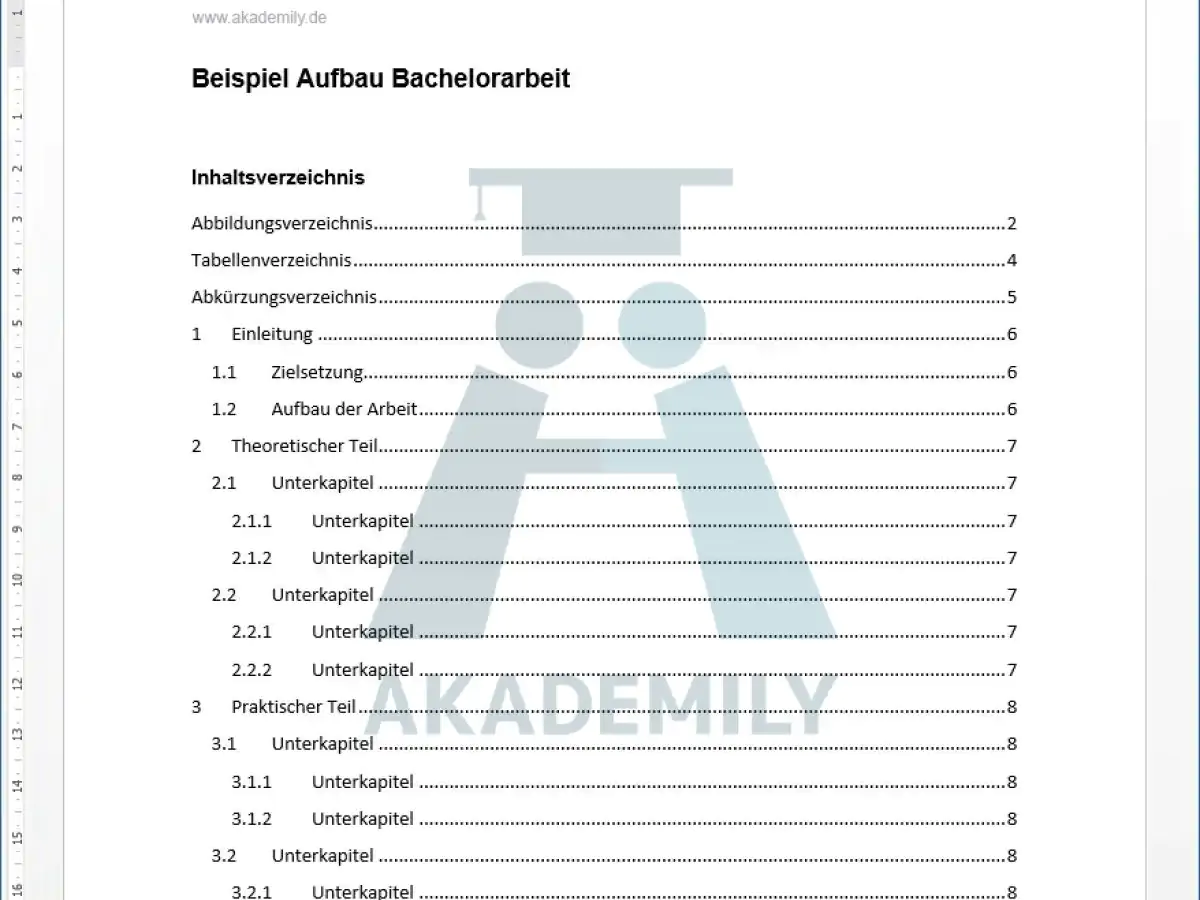 www.akademily.de
Beispiel Aufbau Bachelorarbeit
Inhaltsverzeichnis
Abbildungsverzeichnis........2
Tabellenverzeichnis........4
Abkürzungsverzeichnis........5
1 Einleitung ........6
1.1 Zielsetzung........6
1.2 Aufbau der Arbeit........6
2 Theoretischer Teil........7
2.1 Unterkapitel ........7
2.1.1 Unterkapitel ........7
2.1.2 Unterkapitel ........7
2.2 Unterkapitel ........7
2.2.1 Unterkapitel ........7
2.2.2 Unterkapitel ........7
AKADEMILY
3 Praktischer Teil........8
3.1 Unterkapitel ........8
3.1.1 Unterkapitel ........8
3.1.2 Unterkapitel ........8
3.2 Unterkapitel ........8
3.2.1 Unterkapitel ........8
1
1
2
3
4
5
6
7
8
9
10
11
12
13
14
15
16